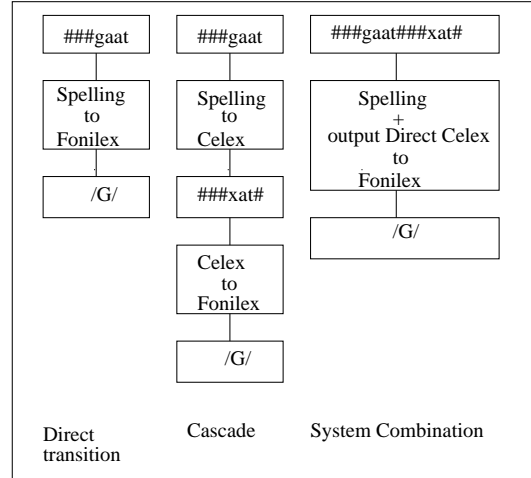 ###gaat
Spelling
to
Fonilex
/G/
Direct
transition
###gaat
Spelling
to
Celex
###xat#
Celex
to
Fonilex
/G/
Cascade
###gaat###xat#
Spelling
+
output Direct Celex
to
Fonilex
/G/
System Combination